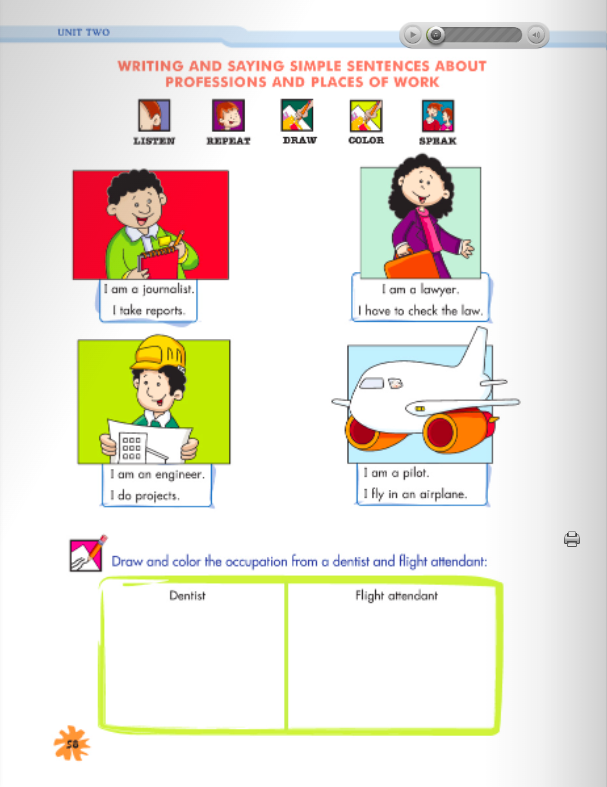 UNIT TWO
WRITING AND SAYING SIMPLE SENTENCES ABOUT
PROFESSIONS AND PLACES OF WORK
LISTEN REPEAT DRAW COLOR SPEAK
I am a journalist.
I take reports.
I am a lawyer.
I have to check the law.
I am an engineer.
I do projects.
I am a pilot.
I fly in an airplane.
Draw and color the occupation from a dentist and flight attendant:
Dentist
Flight attendant
58